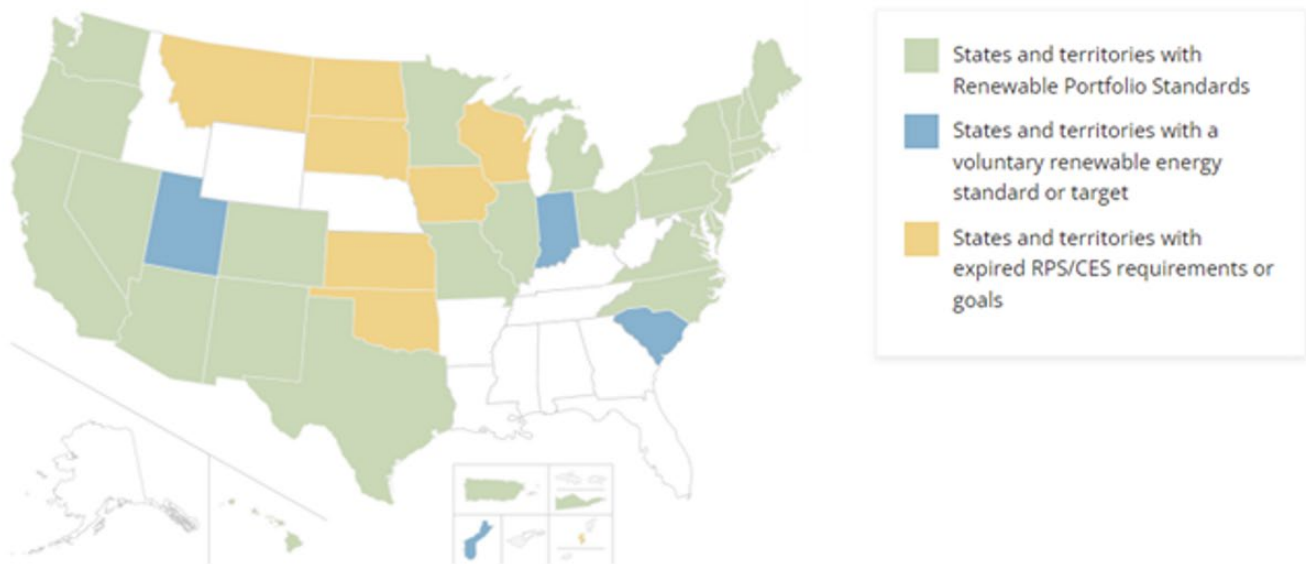 States and territories with
Renewable Portfolio Standards
States and territories with a
voluntary renewable energy
standard or target
States and territories with
expired RPS/CES requirements or
goals